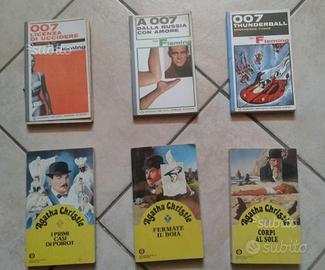 007
LICENZA
DI UCCIDERE
Fleming
A 007
DALLA RUSSIA
CON AMORE
Fleming
007
THUNDERBALL
Fleming
Agatha Christie
I PRIMI
CASI
DI POIROT
Agatha Christie
FERMATE
IL BOIA
Agatha Christie
CORPI
AL SOLE
subito